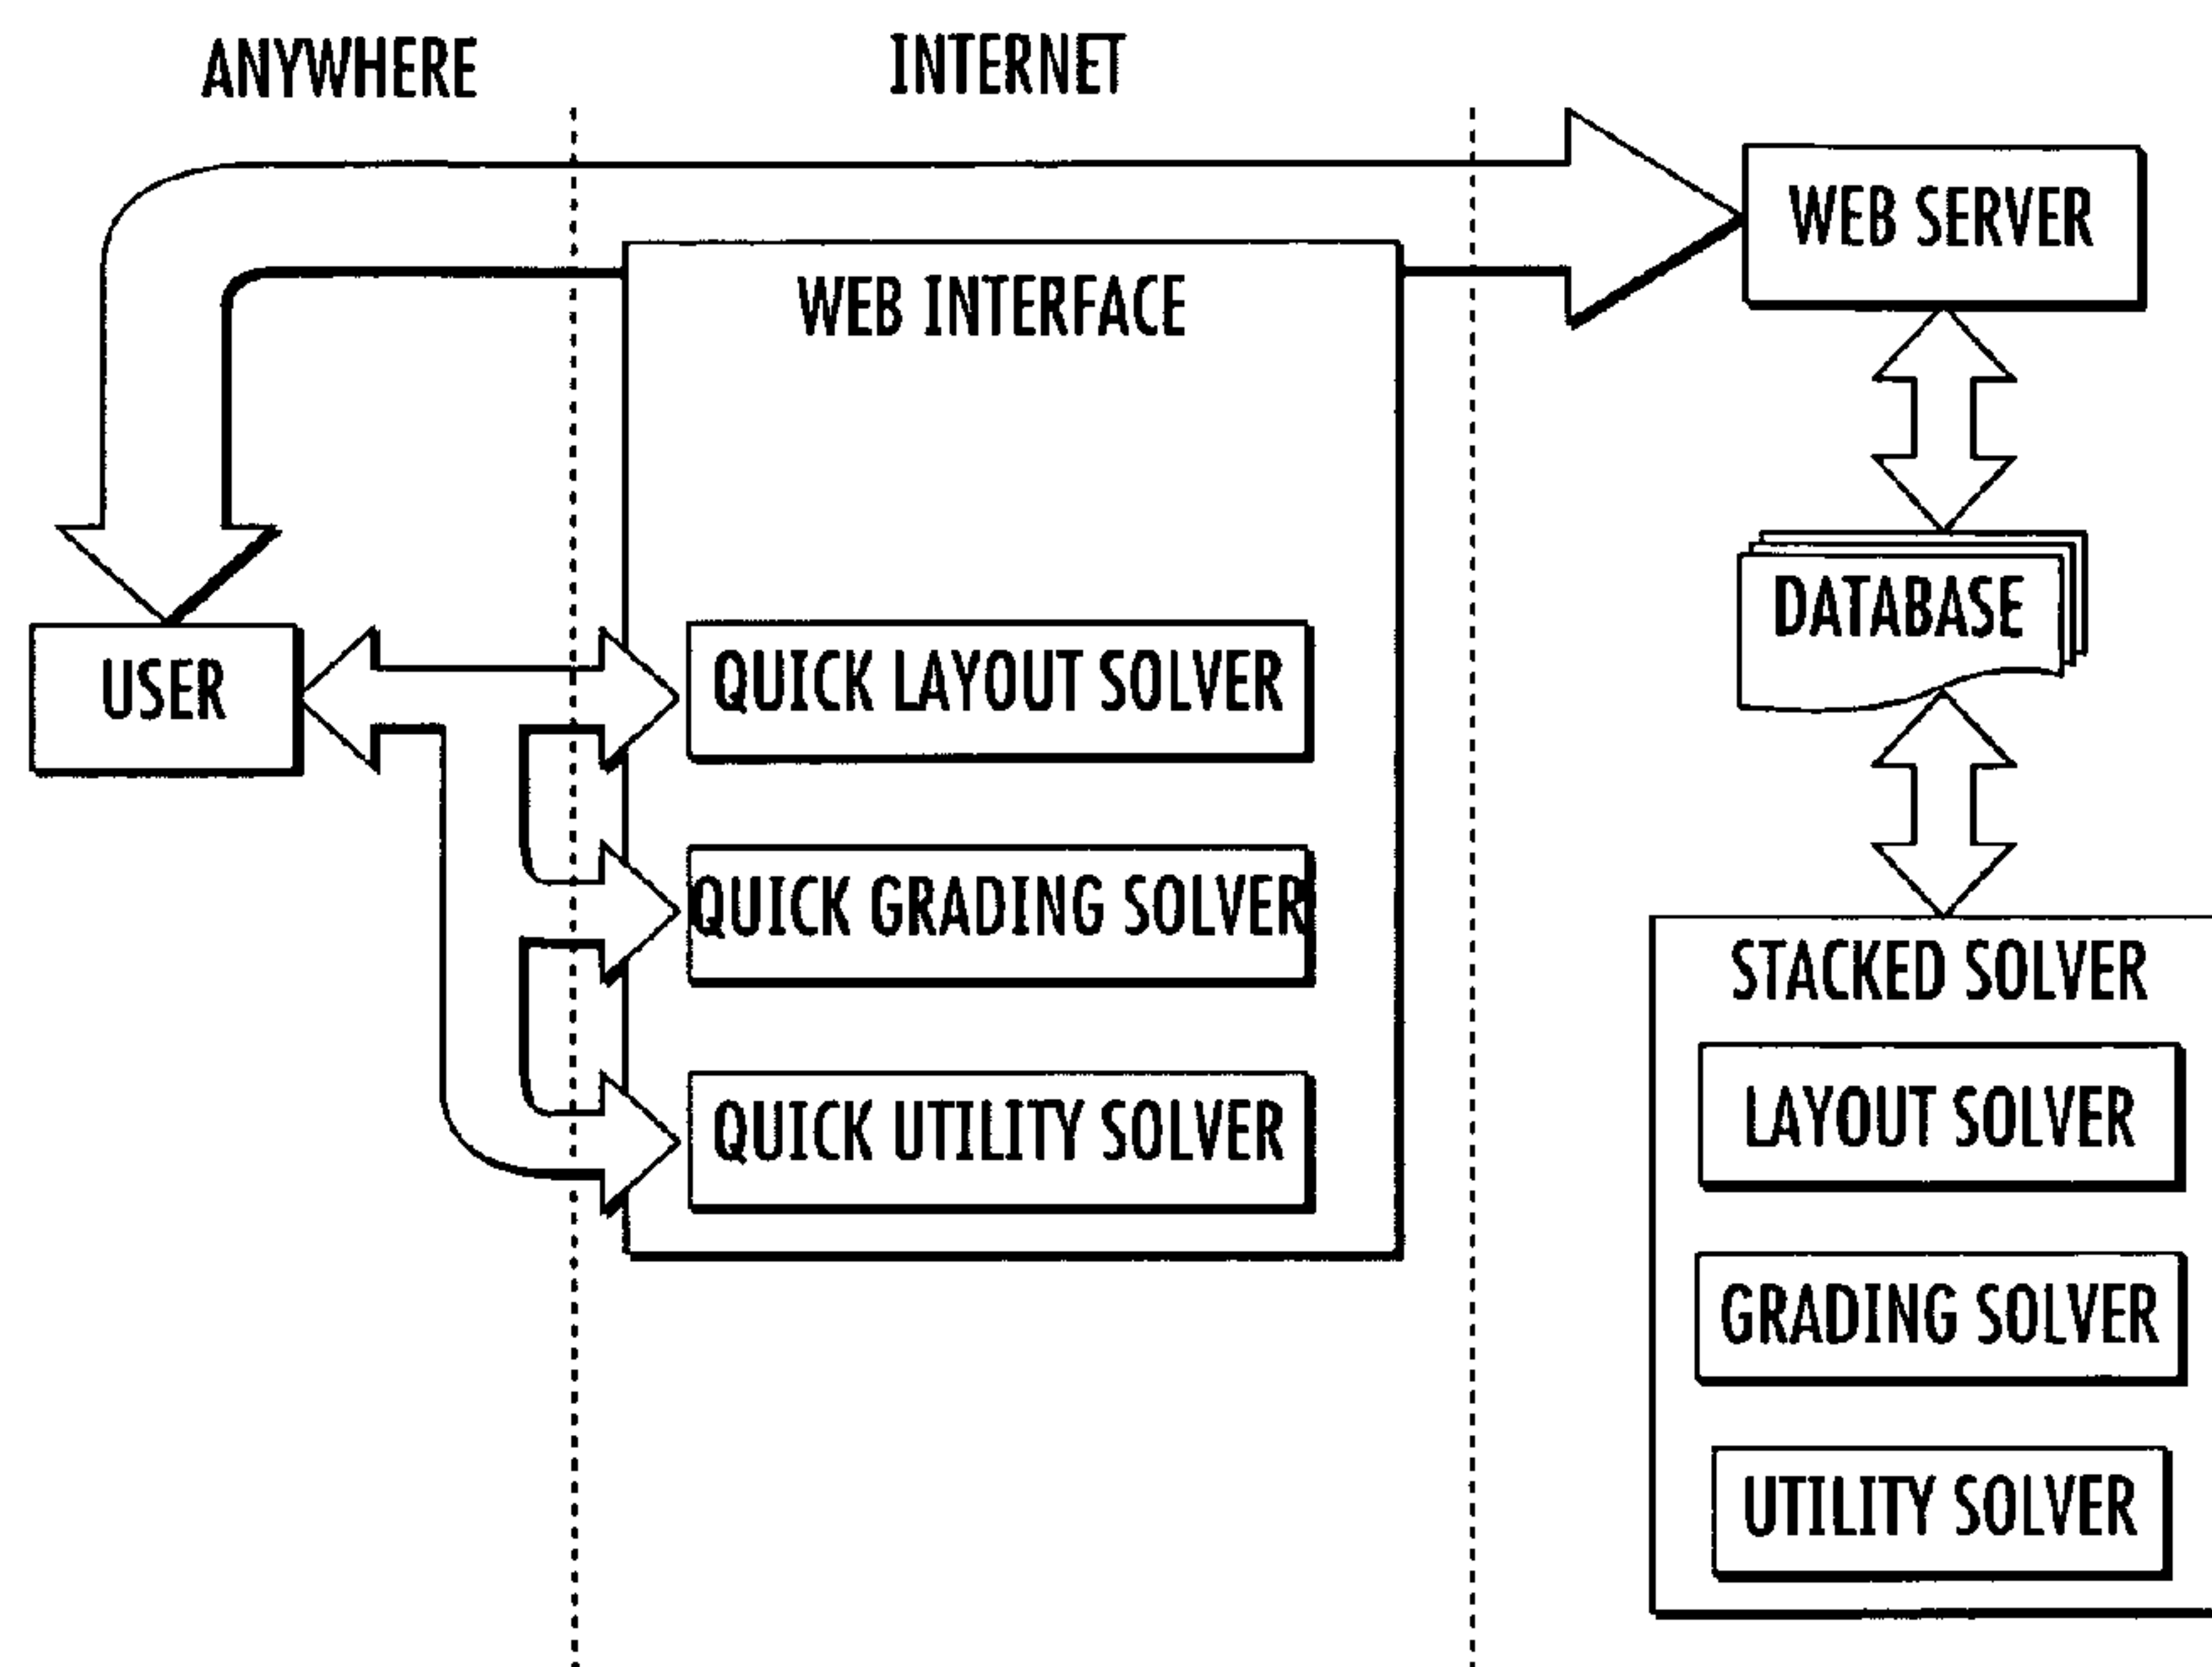 ANYWHERE
INTERNET
WEB SERVER
WEB INTERFACE
DATABASE
USER
QUICK LAYOUT SOLVER
QUICK GRADING SOLVER
QUICK UTILITY SOLVER
STACKED SOLVER
LAYOUT SOLVER
GRADING SOLVER
UTILITY SOLVER